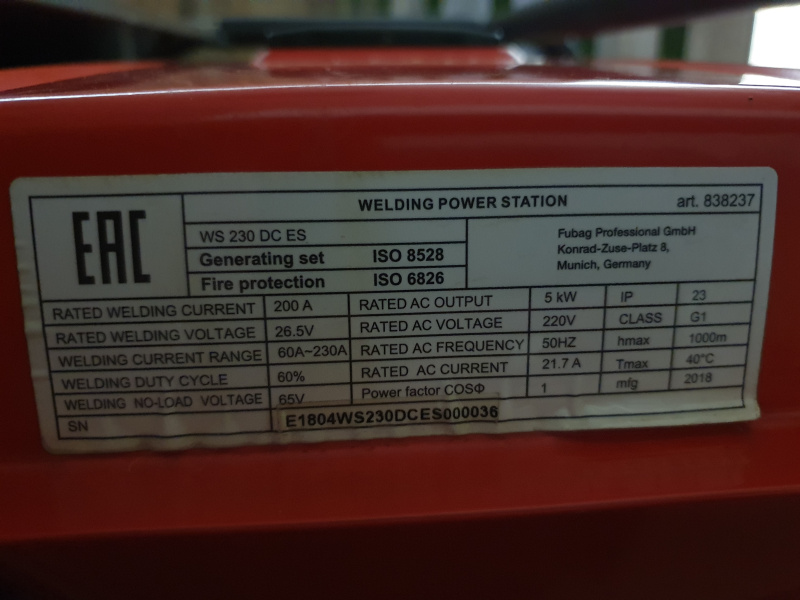 EAC
WELDING POWER STATION
art. 838237
WS 230 DC ES
Generating set ISO 8528
Fire protection ISO 6826
Fubag Professional GmbH
Konrad-Zuse-Platz 8,
Munich, Germany
RATED WELDING CURRENT 200 A RATED AC OUTPUT 5 kW IP 23
RATED WELDING VOLTAGE 26.5V RATED AC VOLTAGE 220V CLASS G1
WELDING CURRENT RANGE 60A~230A RATED AC FREQUENCY 50HZ hmax 1000m
WELDING DUTY CYCLE 60% RATED AC CURRENT 21.7 A Tmax 40°C
WELDING NO-LOAD VOLTAGE 65V Power factor COSΦ 1 mfg 2018
SN E1804WS230DCES000036